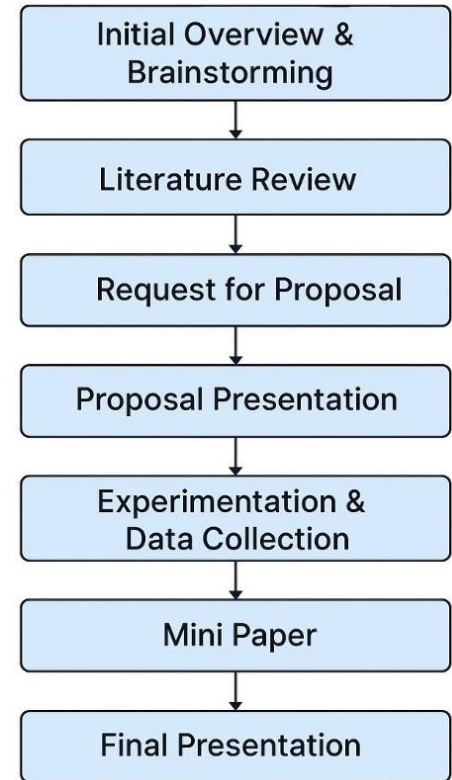 Initial Overview &
Brainstorming
Literature Review
Request for Proposal
Proposal Presentation
Experimentation &
Data Collection
Mini Paper
Final Presentation